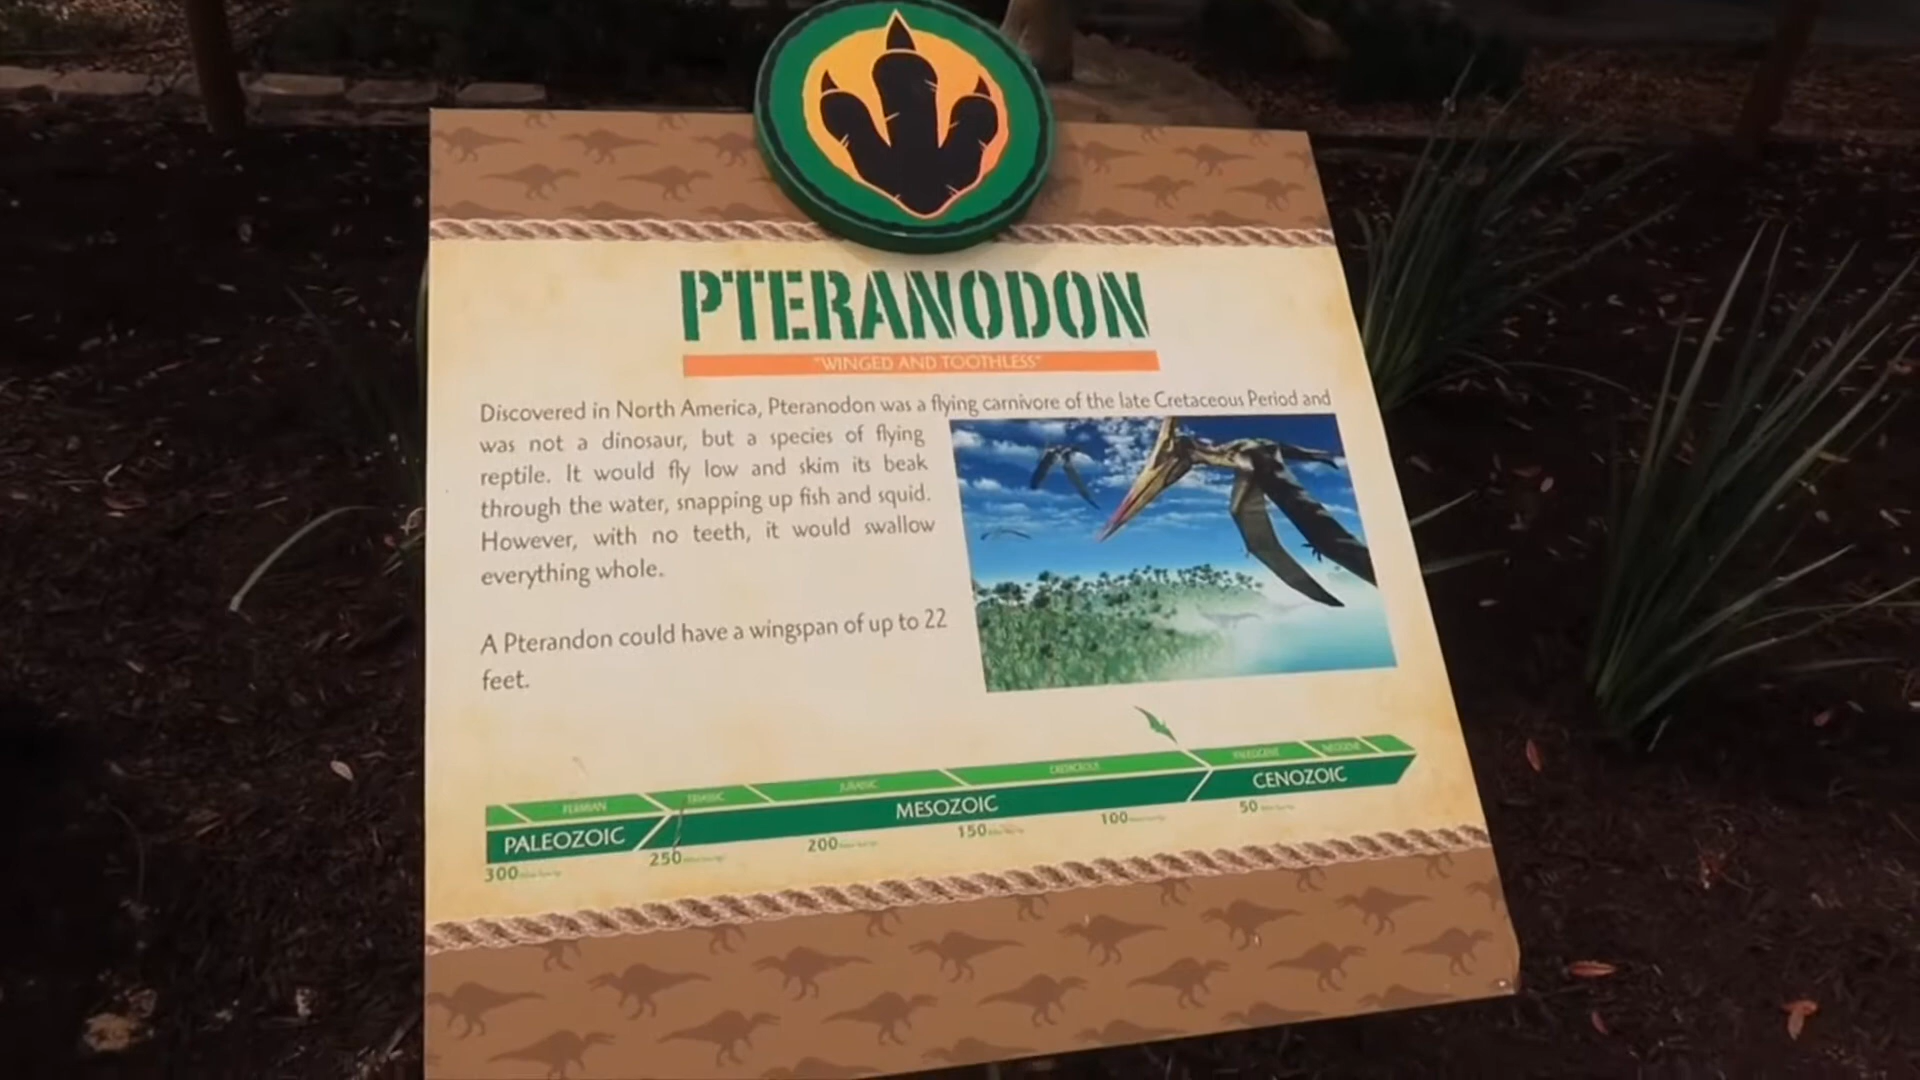 PTERANODON
"WINGED AND TOOTHLESS"
Discovered in North America, Pteranodon was a flying carnivore of the late Cretaceous Period and
was not a dinosaur, but a species of flying
reptile. It would fly low and skim its beak
through the water, snapping up fish and squid.
However, with no teeth, it would swallow
everything whole.
A Pterandon could have a wingspan of up to 22
feet.
PERMIAN TRIASSIC JURASSIC CRETACEOUS PALEOCENE NEOGENE
PALEOZOIC MESOZOIC CENOZOIC
300 250 200 150 100 50